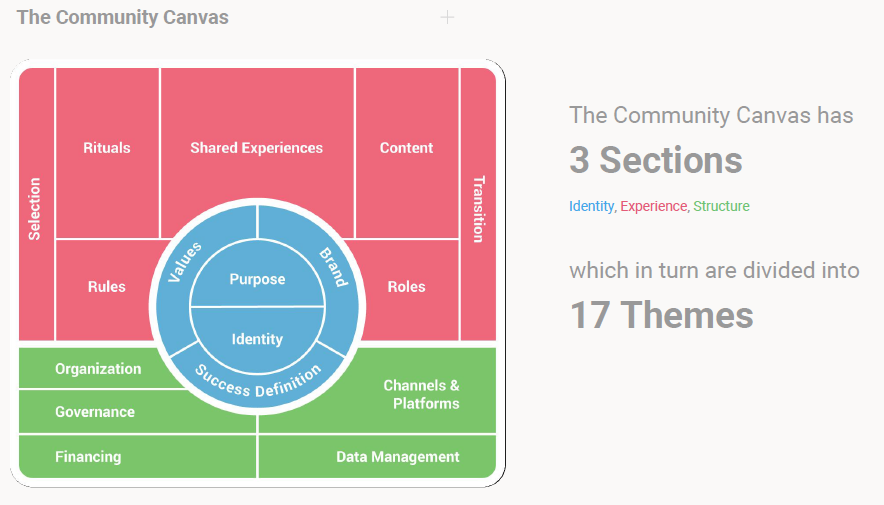 The Community Canvas
Selection
Rituals
Shared Experiences
Content
Transition
Rules
Roles
Values
Brand
Purpose
Identity
Success Definition
Organization
Governance
Financing
Channels &
Platforms
Data Management
The Community Canvas has
3 Sections
Identity, Experience, Structure
which in turn are divided into
17 Themes